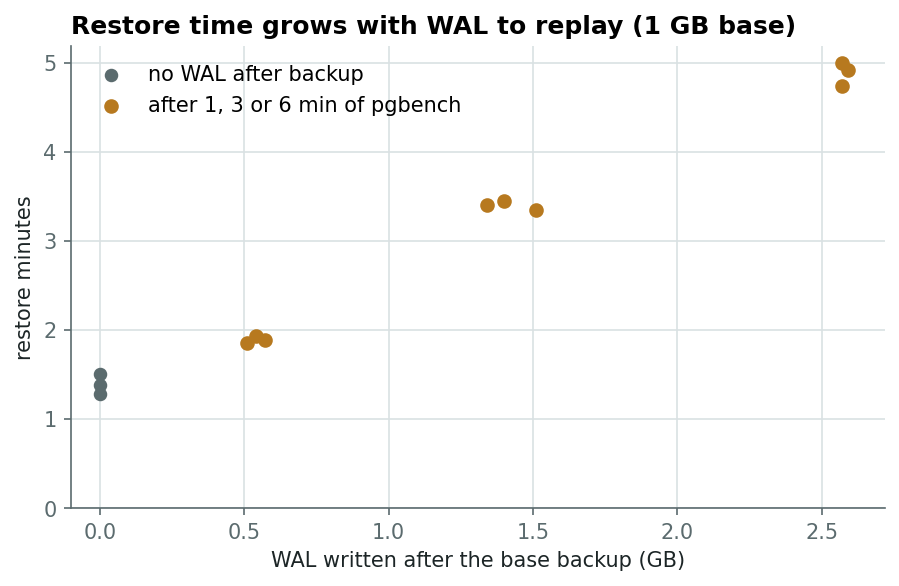 Restore time grows with WAL to replay (1 GB base)
no WAL after backup
after 1, 3 or 6 min of pgbench
restore minutes
5
4
3
2
1
0
0.0 0.5 1.0 1.5 2.0 2.5
WAL written after the base backup (GB)